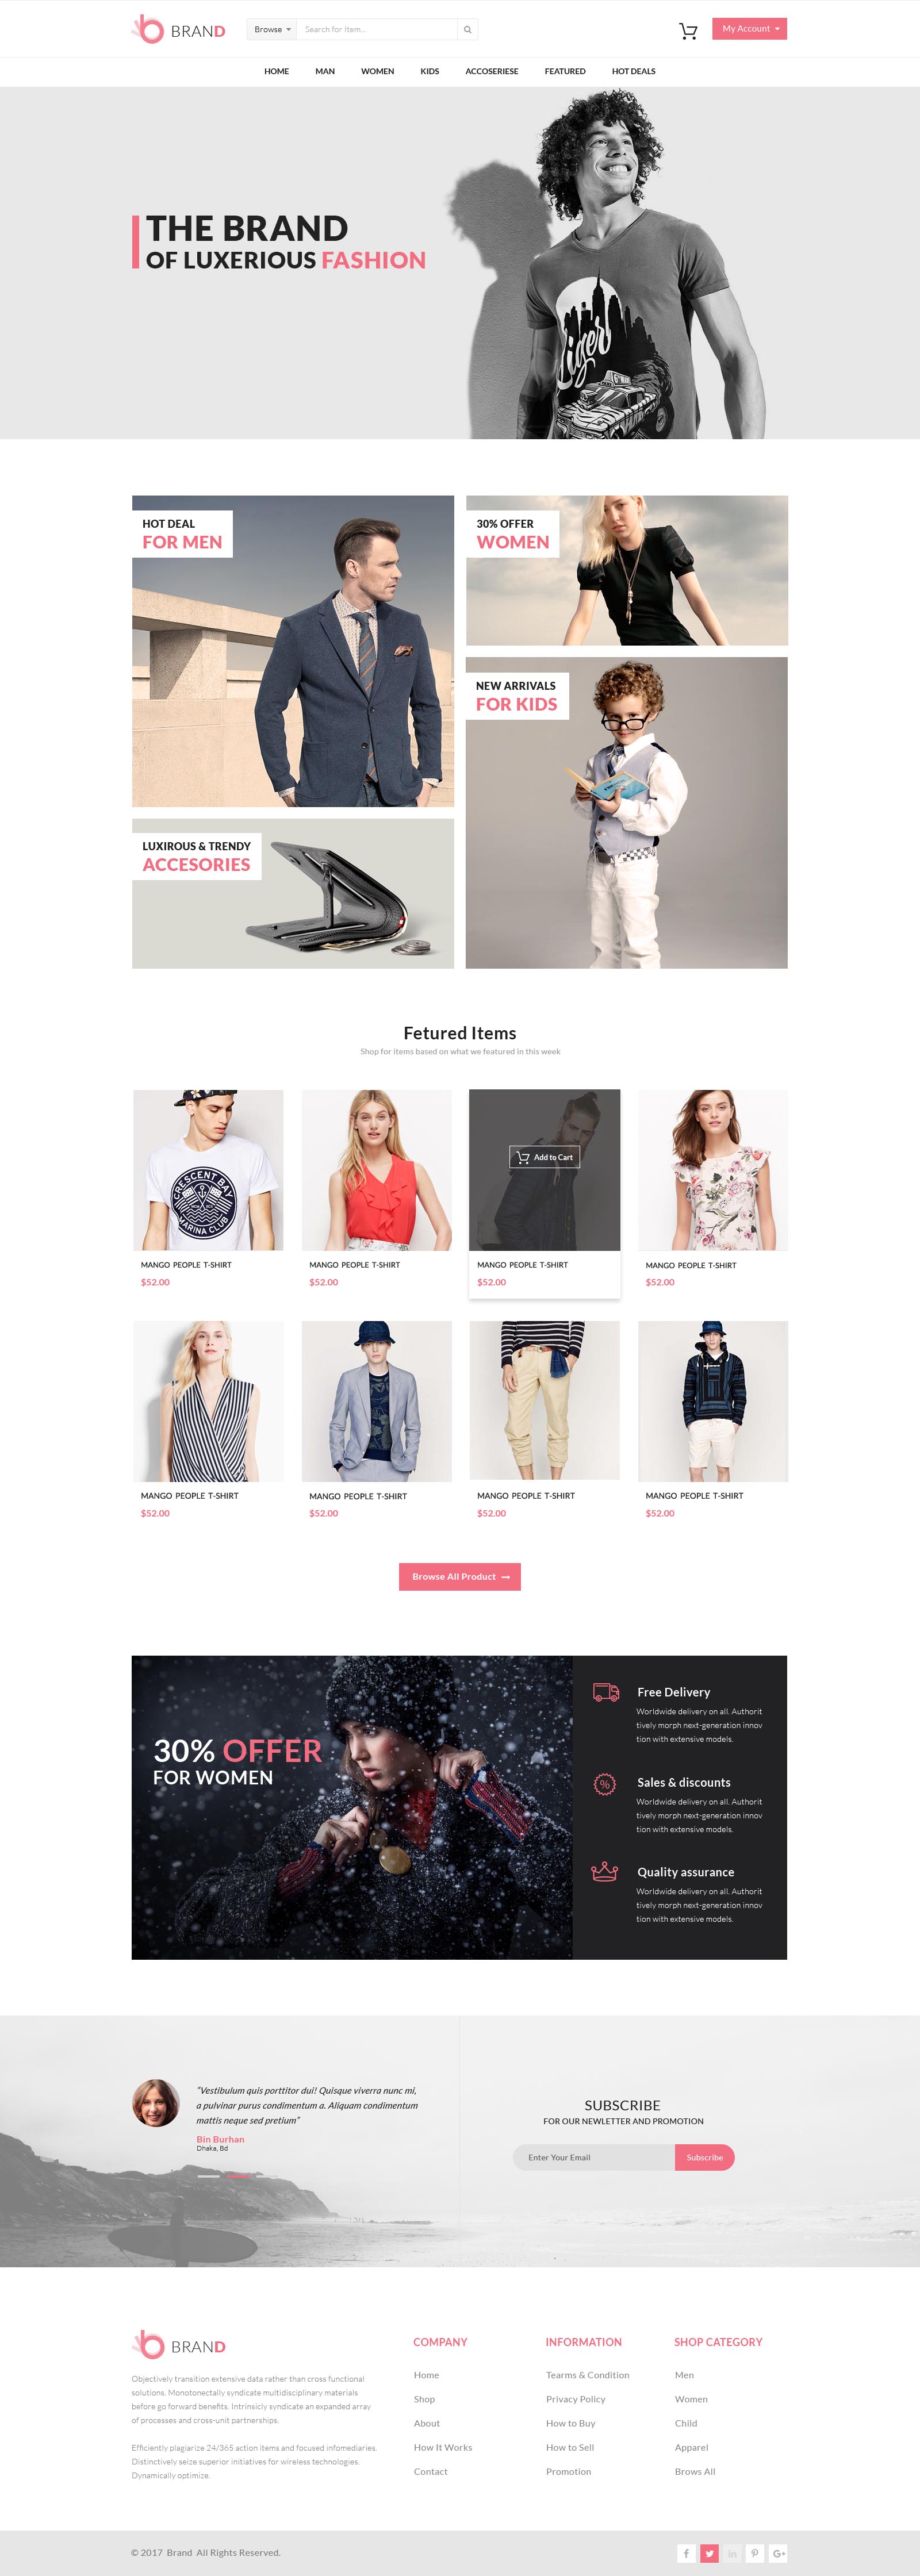 BRAND
Browse
Search for Item...
My Account
HOME MAN WOMEN KIDS ACCOSERIESE FEATURED HOT DEALS
THE BRAND
OF LUXERIOUS FASHION
HOT DEAL
FOR MEN
30% OFFER
WOMEN
NEW ARRIVALS
FOR KIDS
LUXIROUS & TRENDY
ACCESORIES
Fetured Items
Shop for items based on what we featured in this week
CRESCENT BAY
MARINA CLUB
Add to Cart
MANGO PEOPLE T-SHIRT
$52.00
MANGO PEOPLE T-SHIRT
$52.00
MANGO PEOPLE T-SHIRT
$52.00
MANGO PEOPLE T-SHIRT
$52.00
MANGO PEOPLE T-SHIRT
$52.00
MANGO PEOPLE T-SHIRT
$52.00
MANGO PEOPLE T-SHIRT
$52.00
MANGO PEOPLE T-SHIRT
$52.00
Browse All Product
30% OFFER
FOR WOMEN
Free Delivery
Worldwide delivery on all. Authorit
tively morph next-generation innov
tion with extensive models.
%
Sales & discounts
Worldwide delivery on all. Authorit
tively morph next-generation innov
tion with extensive models.
Quality assurance
Worldwide delivery on all. Authorit
tively morph next-generation innov
tion with extensive models.
“Vestibulum quis porttitor dui! Quisque viverra nunc mi,
a pulvinar purus condimentum a. Aliquam condimentum
mattis neque sed pretium”
Bin Burhan
Dhaka, Bd
SUBSCRIBE
FOR OUR NEWLETTER AND PROMOTION
Enter Your Email
Subscribe
BRAND
Objectively transition extensive data rather than cross functional
solutions. Monotonectally syndicate multidisciplinary materials
before go forward benefits. Intrinsicly syndicate an expanded array
of processes and cross-unit partnerships.
Efficiently plagiarize 24/365 action items and focused infomediaries.
Distinctively seize superior initiatives for wireless technologies.
Dynamically optimize.
COMPANY
Home
Shop
About
How It Works
Contact
INFORMATION
Tearms & Condition
Privacy Policy
How to Buy
How to Sell
Promotion
SHOP CATEGORY
Men
Women
Child
Apparel
Brows All
© 2017 Brand All Rights Reserved.